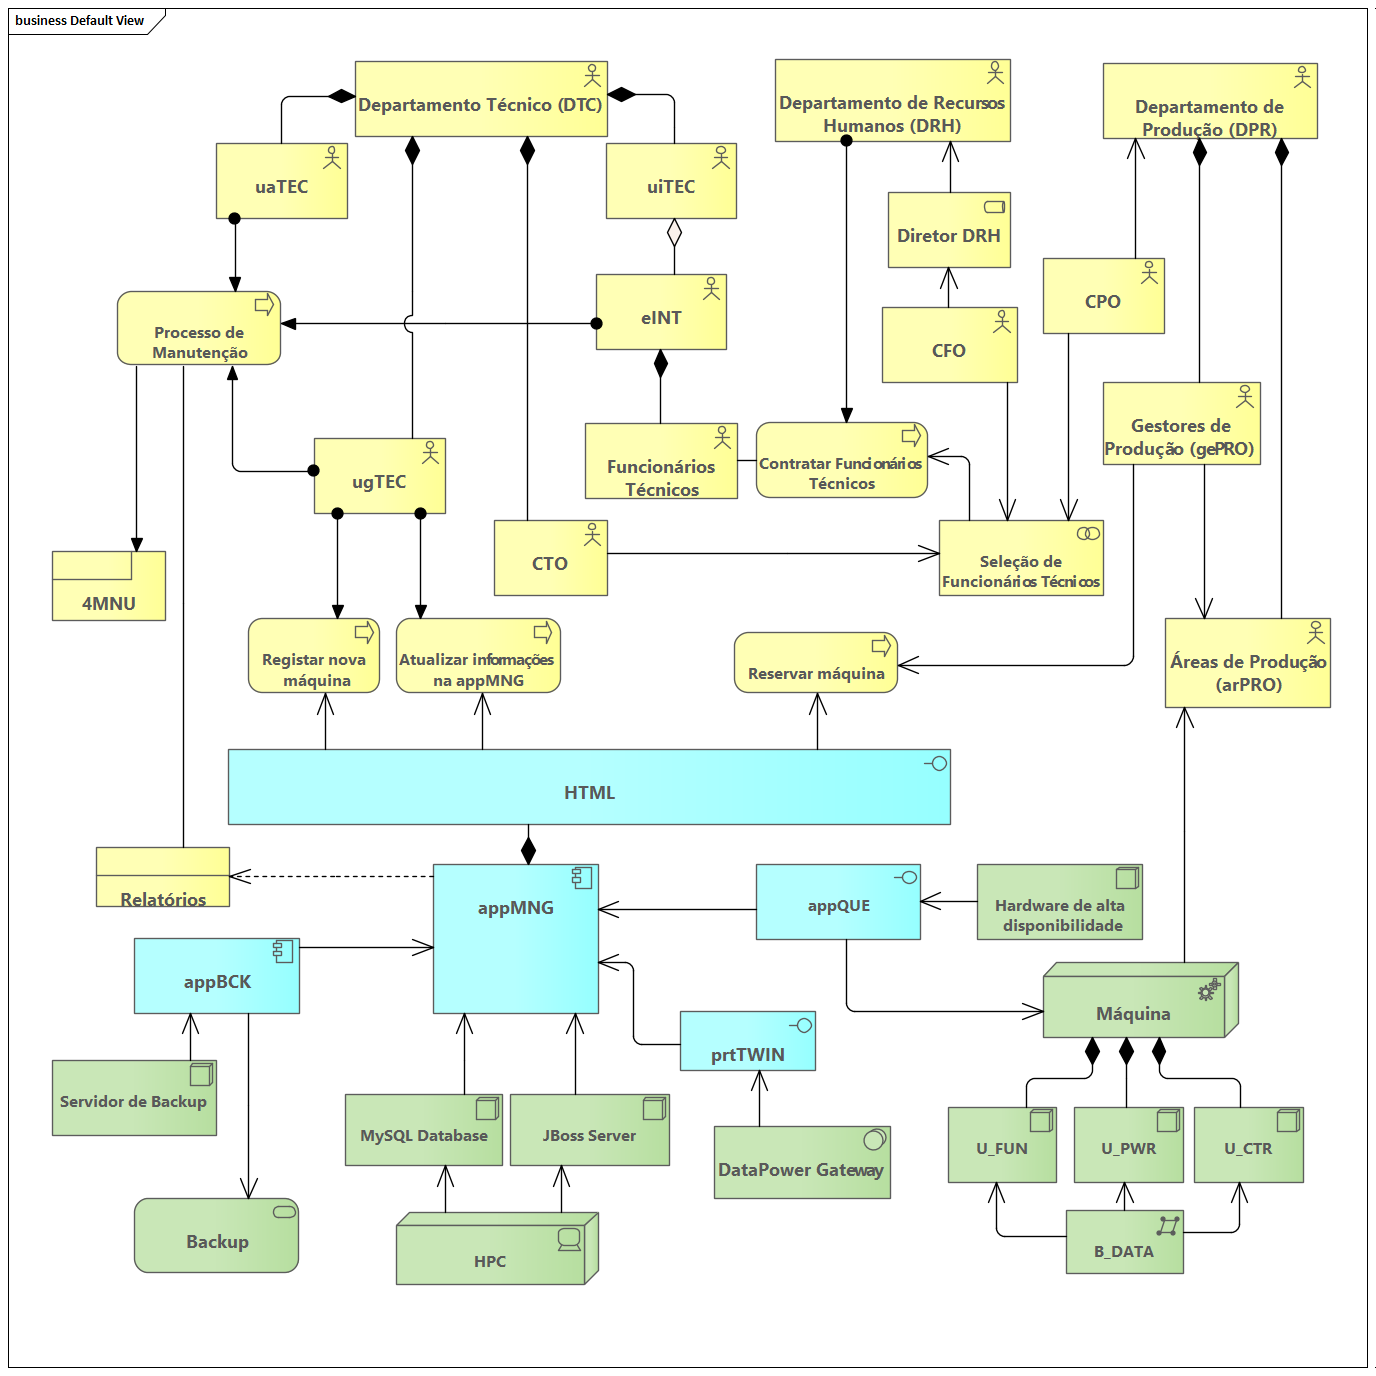 business Default View
Departamento Técnico (DTC)
Departamento de Recursos
Humanos (DRH)
Departamento de
Produção (DPR)
uaTEC
uiTEC
Diretor DRH
eINT
CPO
Processo de
Manutenção
CFO
Gestores de
Produção (gePRO)
Funcionários
Técnicos
Contratar Funcionários
Técnicos
ugTEC
CTO
Seleção de
Funcionários Técnicos
4MNU
Registar nova
máquina
Atualizar informações
na appMNG
Reservar máquina
Áreas de Produção
(arPRO)
HTML
Relatórios
appMNG
appQUE
Hardware de alta
disponibilidade
appBCK
Máquina
prtTWIN
Servidor de Backup
MySQL Database
JBoss Server
DataPower Gateway
U_FUN
U_PWR
U_CTR
Backup
HPC
B_DATA